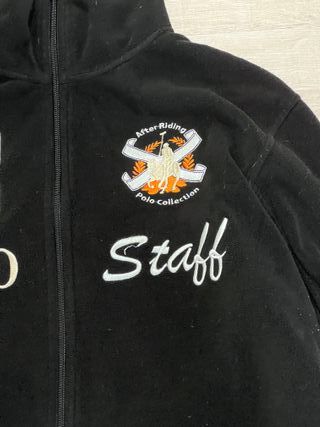 After Riding
Polo Collection
Staff
o